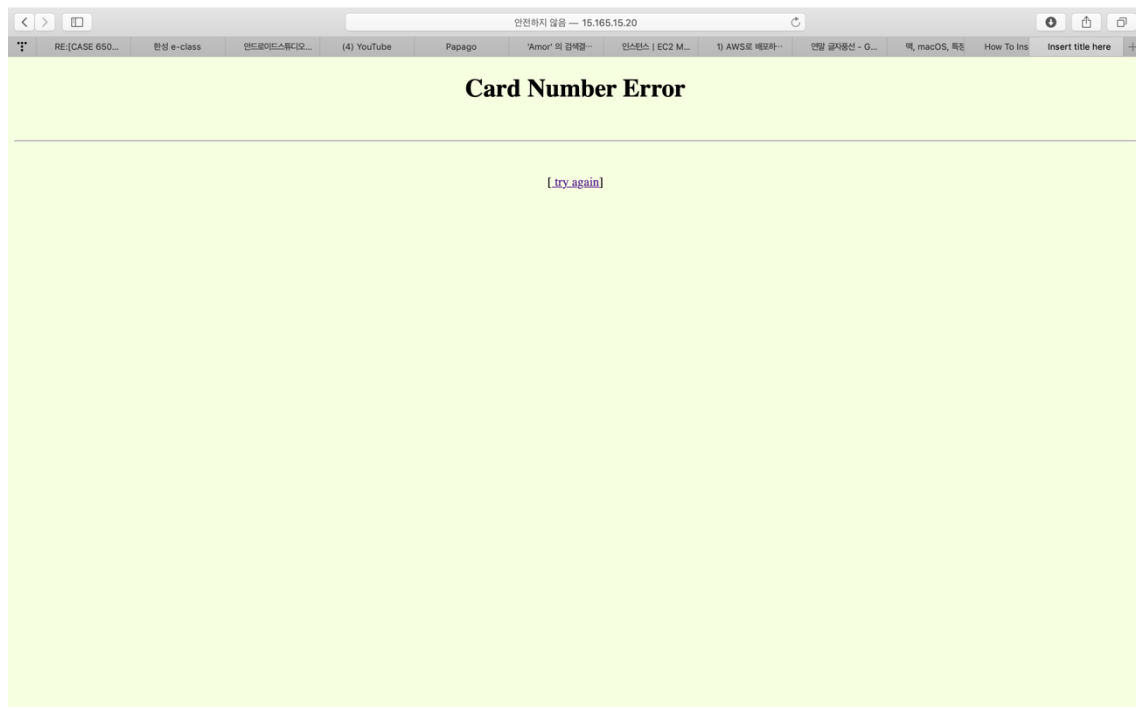 안전하지 않음 — 15.165.15.20
RE:[CASE 650... 한성 e-class 안드로이드스튜디오... (4) YouTube Papago 'Amor' 의 검색결… 인스턴스 | EC2 M... 1) AWS로 배포하… 연말 글자풍선 - G... 맥, macOS, 특정 How To Ins Insert title here
Card Number Error
[ try again]